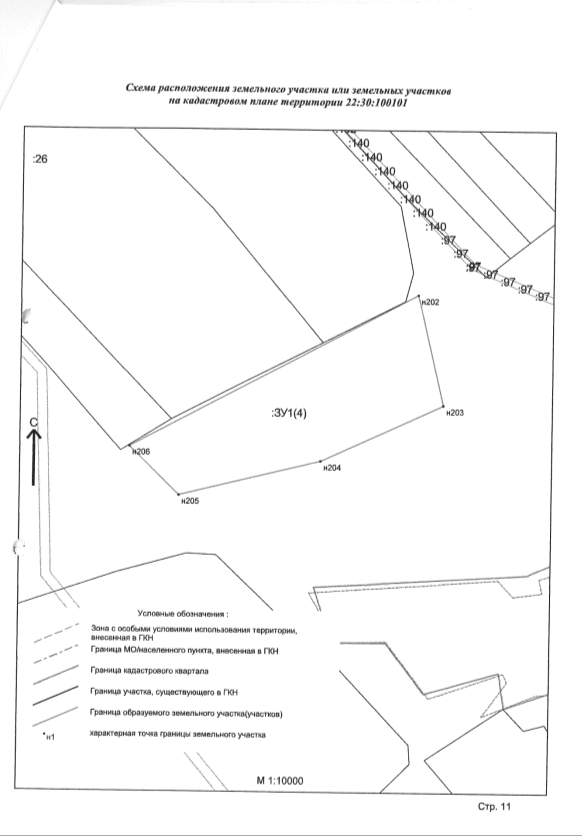 Схема расположения земельного участка или земельных участков
на кадастровом плане территории 22:30:100101
:26
:140
:140
:140
:140
:140
:140
:140
:97
:97
:97
:97
:97
:97
:97
н202
:ЗУ1(4)
н203
С
н206
н204
н205
Условные обозначения :
Зона с особыми условиями использования территории,
внесенная в ГКН
Граница МО/населенного пункта, внесенная в ГКН
Граница кадастрового квартала
Граница участка, существующего в ГКН
Граница образуемого земельного участка(участков)
н1 характерная точка границы земельного участка
М 1:10000
Стр. 11